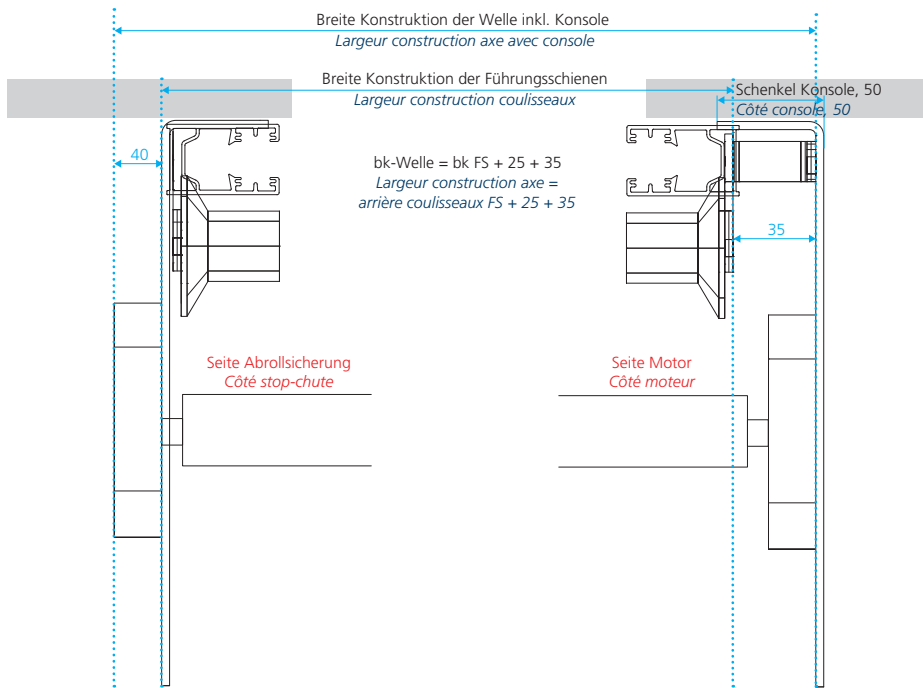 Breite Konstruktion der Welle inkl. Konsole
Largeur construction axe avec console
Breite Konstruktion der Führungsschienen
Largeur construction coulisseaux
Schenkel Konsole, 50
Côté console, 50
40
bk-Welle = bk FS + 25 + 35
Largeur construction axe =
arrière coulisseaux FS + 25 + 35
35
Seite Abrollsicherung
Côté stop-chute
Seite Motor
Côté moteur